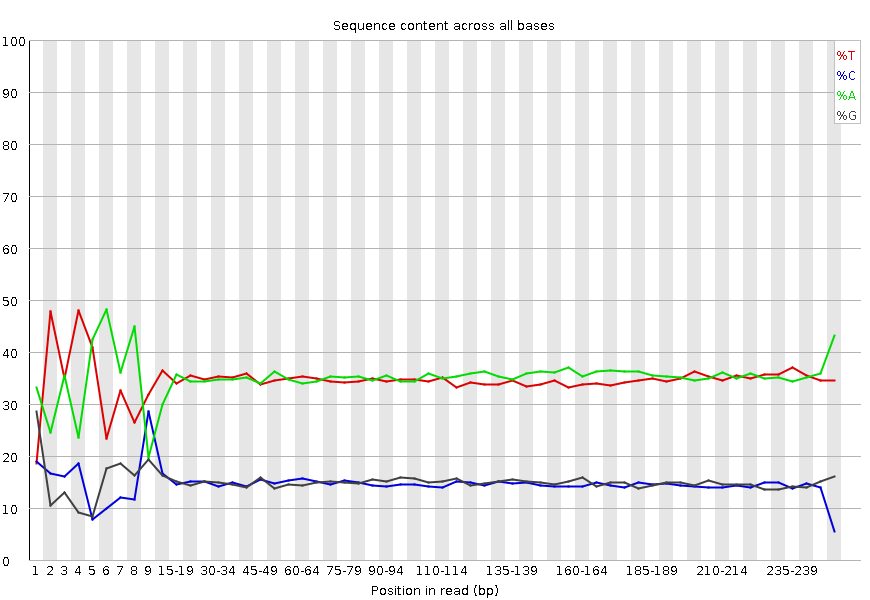 Sequence content across all bases
100
90
80
70
60
50
40
30
20
10
0
%T
%C
%A
%G
1 2 3 4 5 6 7 8 9 15-19 30-34 45-49 60-64 75-79 90-94 110-114 135-139 160-164 185-189 210-214 235-239
Position in read (bp)